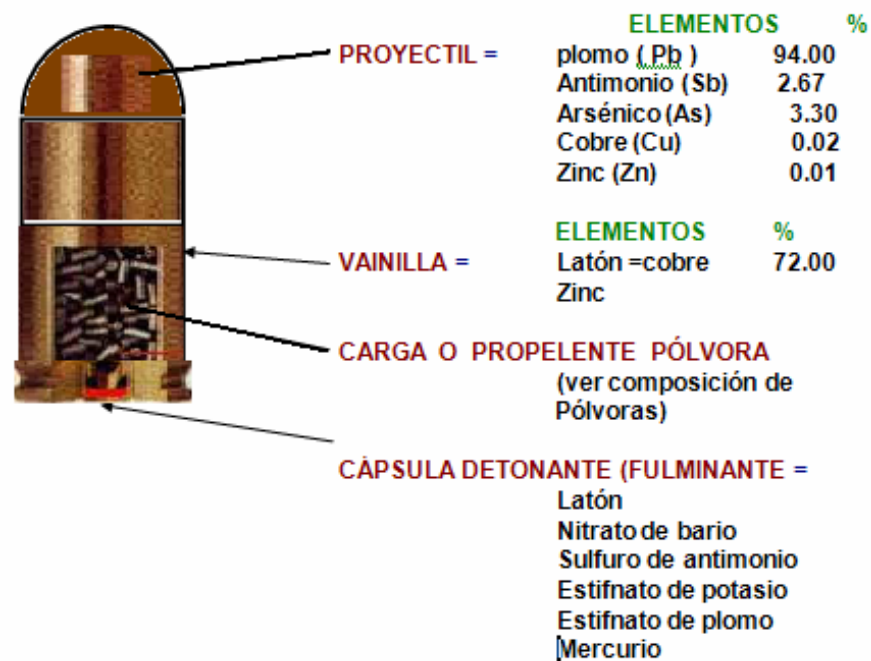 ELEMENTOS %
PROYECTIL = plomo ( Pb ) 94.00
Antimonio (Sb) 2.67
Arsénico (As) 3.30
Cobre (Cu) 0.02
Zinc (Zn) 0.01
ELEMENTOS %
VAINILLA = Latón =cobre 72.00
Zinc
CARGA O PROPELENTE PÓLVORA
(ver composición de
Pólvoras)
CÁPSULA DETONANTE (FULMINANTE =
Latón
Nitrato de bario
Sulfuro de antimonio
Estifnato de potasio
Estifnato de plomo
Mercurio